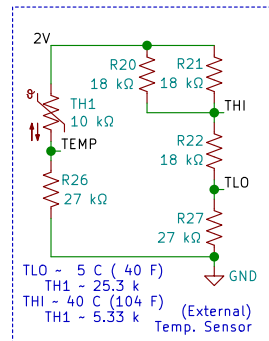 2V
R20
18 kΩ
R21
18 kΩ
ϑ
TH1
10 kΩ
THI
TEMP
R22
18 kΩ
TLO
R26
27 kΩ
R27
27 kΩ
GND
TLO ~  5 C ( 40 F)
TH1 ~ 25.3 k
THI ~ 40 C (104 F)
TH1 ~ 5.33 k
(External)
Temp. Sensor